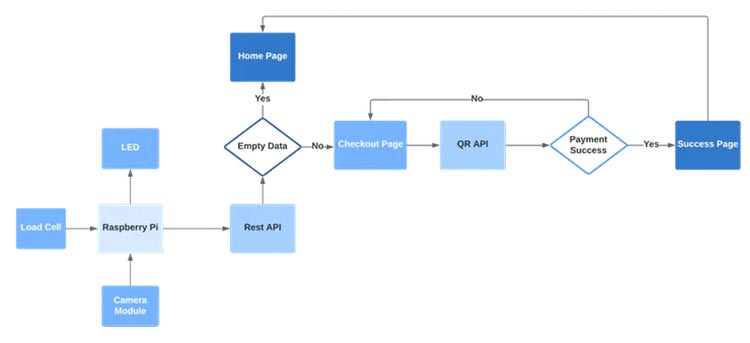 Home Page
Yes
No
LED
Empty Data
No
Checkout Page
QR API
Payment
Success
Yes
Success Page
Load Cell
Raspberry Pi
Rest API
Camera
Module